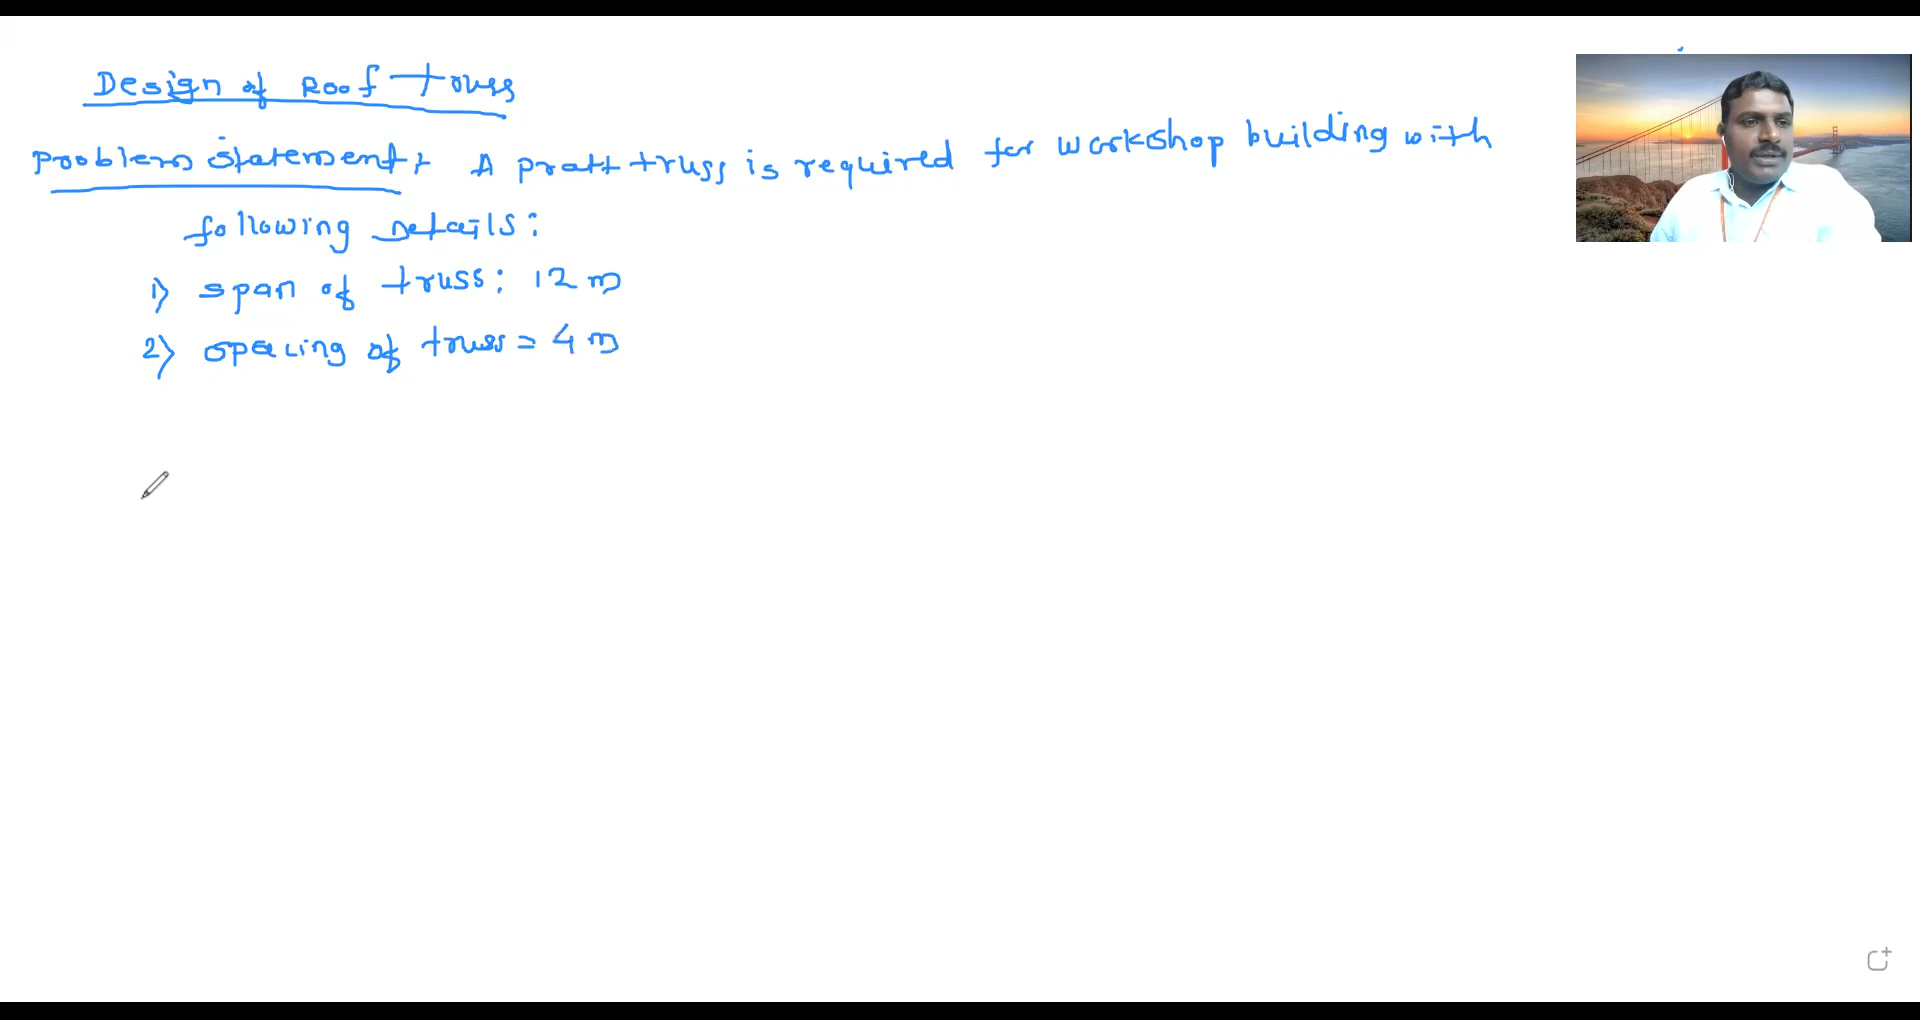 Design of Roof truss
Problem statement: A pratt truss is required for workshop building with
following Details:
1) span of truss: 12 m
2) spacing of truss = 4 m